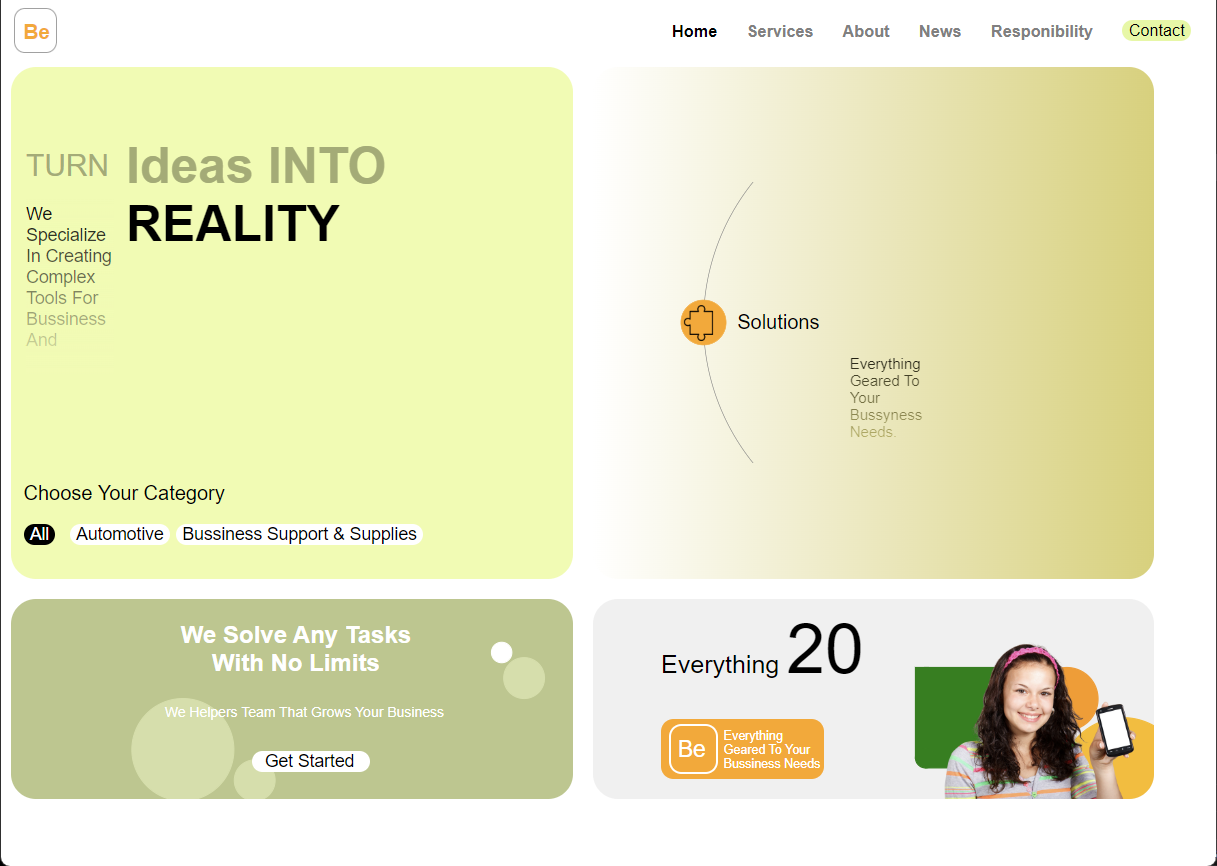 Be
Home Services About News Responibility Contact
TURN Ideas INTO
REALITY
We
Specialize
In Creating
Complex
Tools For
Bussiness
And
Choose Your Category
All Automotive Bussiness Support & Supplies
Solutions
Everything
Geared To
Your
Bussyness
Needs.
We Solve Any Tasks
With No Limits
We Helpers Team That Grows Your Business
Get Started
Everything 20
Be
Everything
Geared To Your
Bussiness Needs